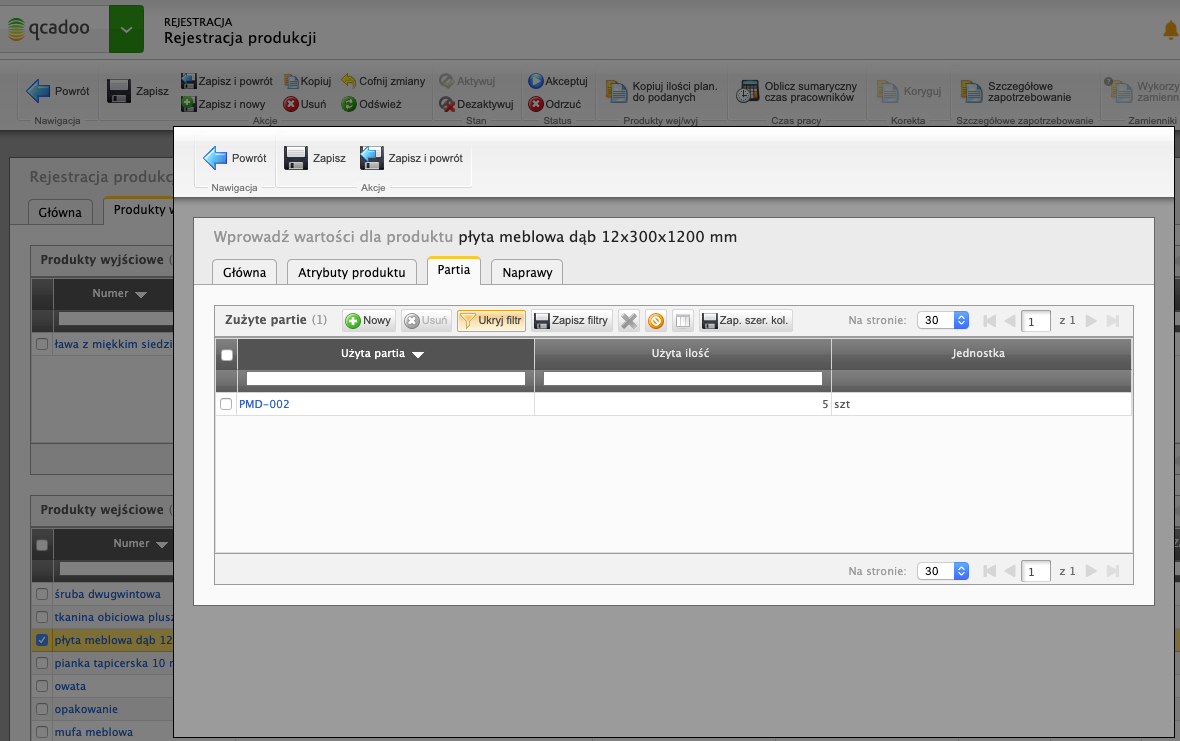 qcadoo
REJESTRACJA
Rejestracja produkcji
Powrót
Nawigacja
Zapisz
Zapisz i powrót
Kopiuj
Cofnij zmiany
Zapisz i nowy
Usuń
Odśwież
Akcje
Aktywuj
Dezaktywuj
Stan
Akceptuj
Odrzuć
Status
Kopiuj ilości plan.
do podanych
Produkty wej/wyj
Oblicz sumaryczny
czas pracowników
Czas pracy
Koryguj
Korekta
Szczegółowe
zapotrzebowanie
Szczegółowe zapotrzebowanie
Wykorzy
zamienn
Zamienniki
Powrót
Nawigacja
Zapisz
Zapisz i powrót
Akcje
Rejestracja produkc
Główna
Produkty w
Produkty wyjściowe (
Numer
ława z miękkim siedzi
Produkty wejściowe (
Numer
śruba dwugwintowa
tkanina obiciowa plusz
płyta meblowa dąb 12
pianka tapicerska 10 m
owata
opakowanie
mufa meblowa
Wprowadź wartości dla produktu płyta meblowa dąb 12x300x1200 mm
Główna
Atrybuty produktu
Partia
Naprawy
Zużyte partie (1)
Nowy
Usuń
Ukryj filtr
Zapisz filtry
Zap. szer. kol.
Na stronie:
30
1
z 1
Użyta partia
Użyta ilość
Jednostka
PMD-002
5
szt
Na stronie:
30
1
z 1